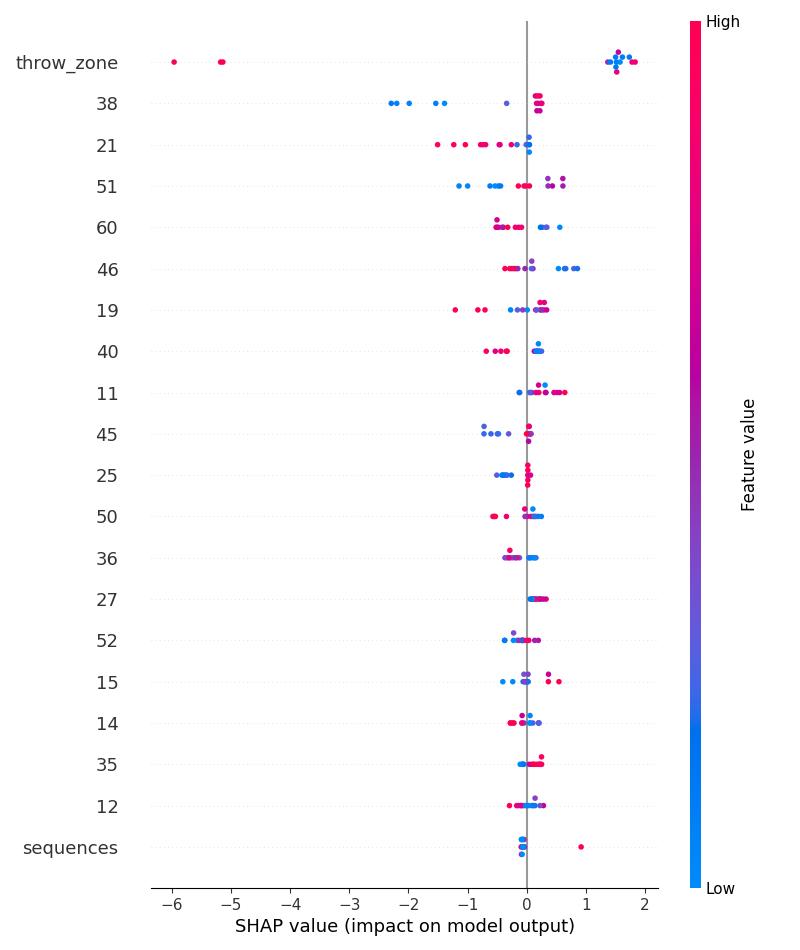 High
throw_zone
38
21
51
60
46
19
40
11
45
25
50
36
27
52
15
14
35
12
sequences
Feature value
Low
−6 −5 −4 −3 −2 −1 0 1 2
SHAP value (impact on model output)